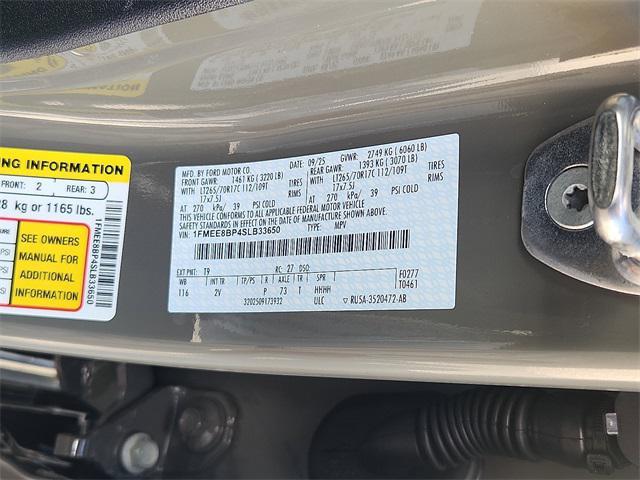 NG INFORMATION
FRONT: 2 REAR: 3
8 kg or 1165 lbs.
SEE OWNERS
MANUAL FOR
ADDITIONAL
INFORMATION
1FMEE8BP4SLB33650
MFD. BY FORD MOTOR CO.
DATE: 09/25 GVWR: 2749 KG ( 6060 LB)
FRONT GAWR: 1461 KG ( 3220 LB) REAR GAWR: 1393 KG ( 3070 LB)
WITH LT265/70R17C 112/109T TIRES WITH LT265/70R17C 112/109T TIRES
17x7.5J RIMS 17x7.5J RIMS
AT 270 kPa/ 39 PSI COLD AT 270 kPa/ 39 PSI COLD
THIS VEHICLE CONFORMS TO ALL APPLICABLE FEDERAL MOTOR VEHICLE
SAFETY STANDARDS IN EFFECT ON THE DATE OF MANUFACTURE SHOWN ABOVE.
VIN: 1FMEE8BP4SLB33650 TYPE: MPV
EXT PNT: T9 RC: 27 DSO:
WB INT TR TP/PS R AXLE TR SPR F0277
116 2V P 73 T HHHH T0461
3202509173932 ULC RU5A-3520472-AB